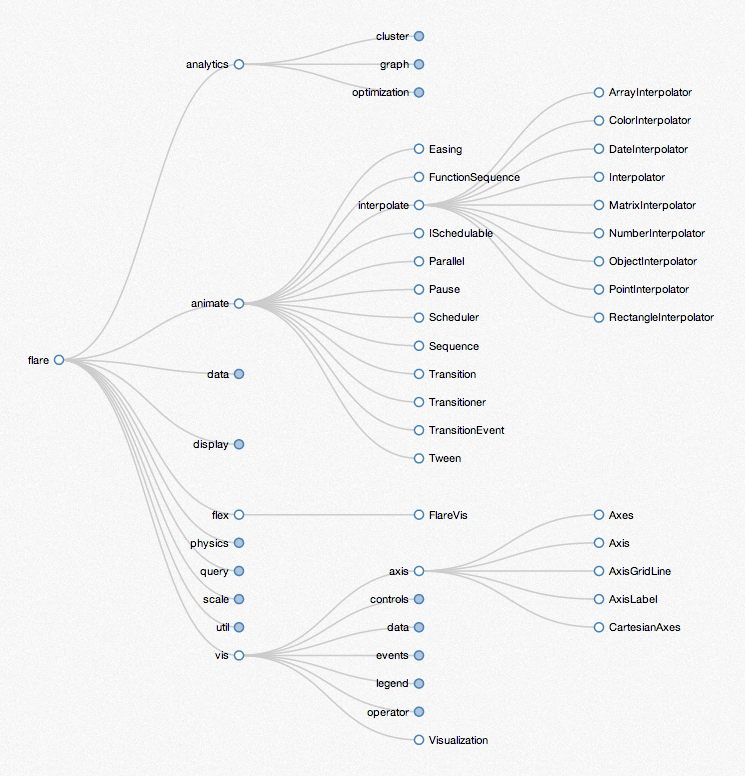 cluster
analytics
graph
optimization
ArrayInterpolator
ColorInterpolator
Easing
DateInterpolator
FunctionSequence
Interpolator
interpolate
MatrixInterpolator
ISchedulable
NumberInterpolator
Parallel
ObjectInterpolator
Pause
PointInterpolator
animate
Scheduler
RectangleInterpolator
Sequence
flare
data
Transition
Transitioner
TransitionEvent
display
Tween
flex
FlareVis
Axes
physics
Axis
query
axis
AxisGridLine
scale
controls
AxisLabel
util
data
CartesianAxes
vis
events
legend
operator
Visualization